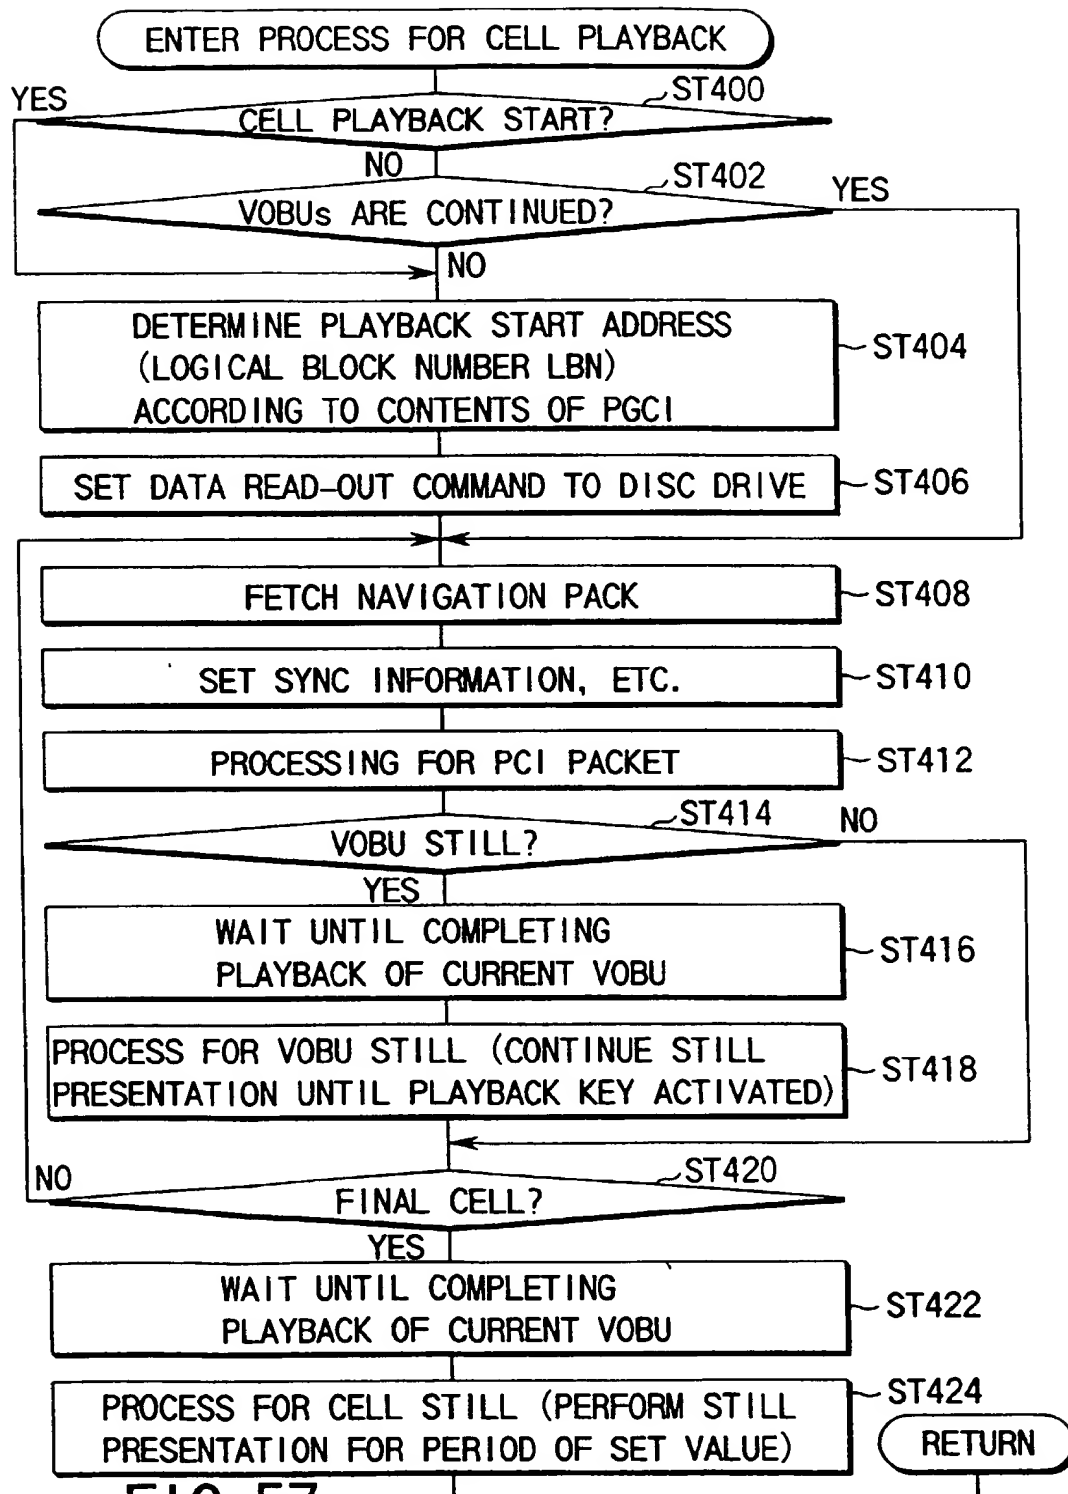 ENTER PROCESS FOR CELL PLAYBACK
YES
ST400
CELL PLAYBACK START?
NO
ST402
YES
VOBUs ARE CONTINUED?
NO
DETERMINE PLAYBACK START ADDRESS
(LOGICAL BLOCK NUMBER LBN)
ACCORDING TO CONTENTS OF PGCI
ST404
SET DATA READ-OUT COMMAND TO DISC DRIVE
ST406
FETCH NAVIGATION PACK
ST408
SET SYNC INFORMATION, ETC.
ST410
PROCESSING FOR PCI PACKET
ST412
ST414
NO
VOBU STILL?
YES
WAIT UNTIL COMPLETING
PLAYBACK OF CURRENT VOBU
ST416
PROCESS FOR VOBU STILL (CONTINUE STILL
PRESENTATION UNTIL PLAYBACK KEY ACTIVATED)
ST418
NO
ST420
FINAL CELL?
YES
WAIT UNTIL COMPLETING
PLAYBACK OF CURRENT VOBU
ST422
PROCESS FOR CELL STILL (PERFORM STILL
PRESENTATION FOR PERIOD OF SET VALUE)
ST424
RETURN